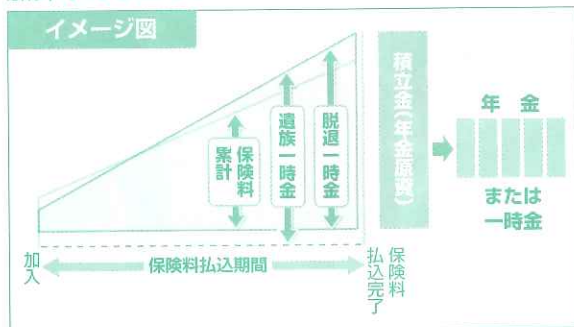 イメージ図
保険料累計
遺族一時金
脱退一時金
積立金(年金原資)
年金
または
一時金
加入
保険料払込期間
保険料
払込完了